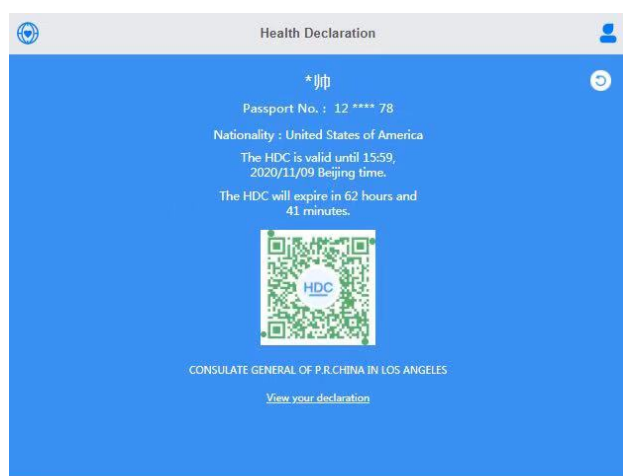 Health Declaration
*帅
Passport No. : 12 **** 78
Nationality : United States of America
The HDC is valid until 15:59,
2020/11/09 Beijing time.
The HDC will expire in 62 hours and
41 minutes.
HDC
CONSULATE GENERAL OF P.R.CHINA IN LOS ANGELES
View your declaration